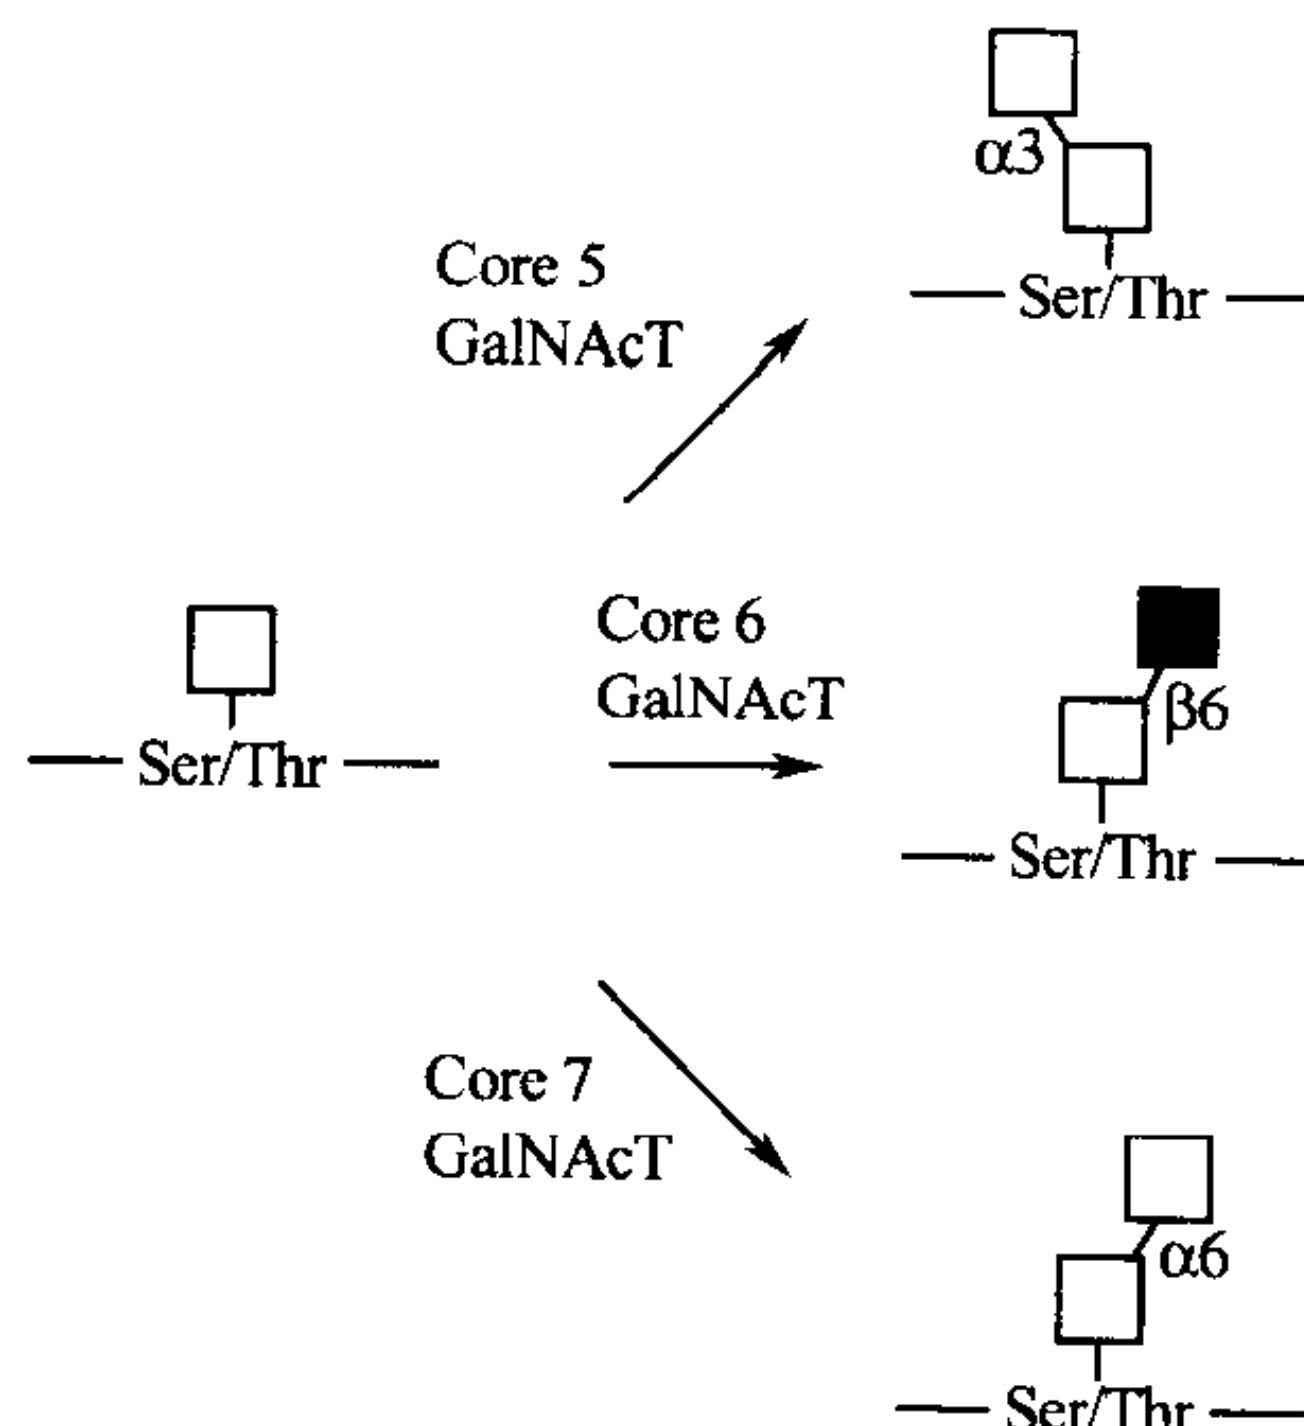 α3
Core 5
GalNAcT
Ser/Thr
Core 6
GalNAcT
β6
Ser/Thr
Ser/Thr
Core 7
GalNAcT
α6
Ser/Thr